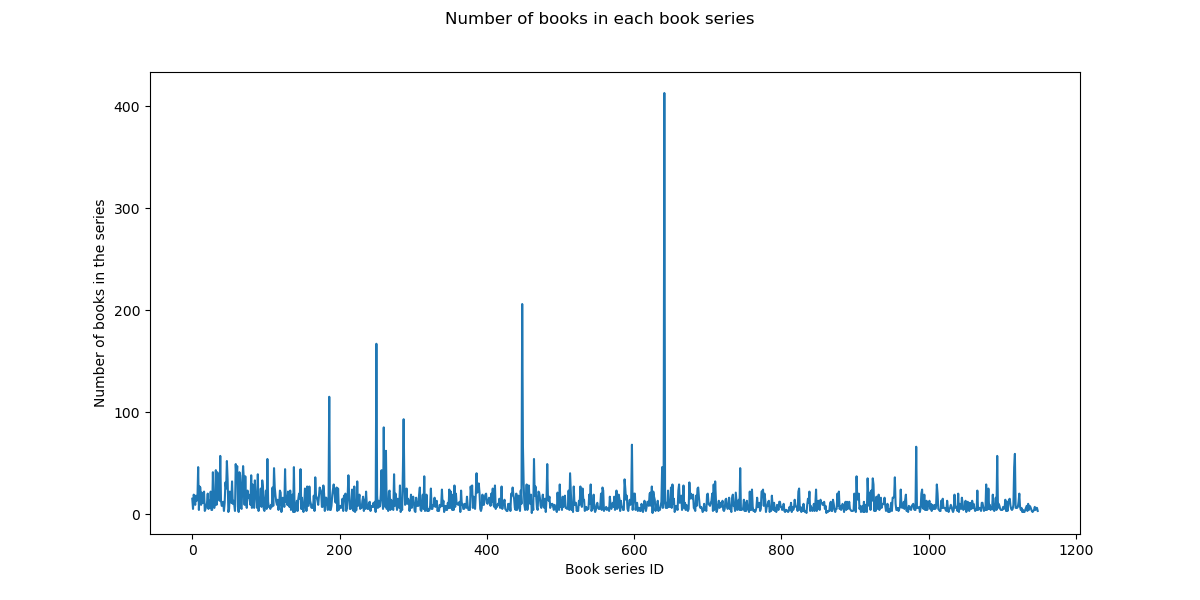 Number of books in each book series
Number of books in the series
400
300
200
100
0
0 200 400 600 800 1000 1200
Book series ID